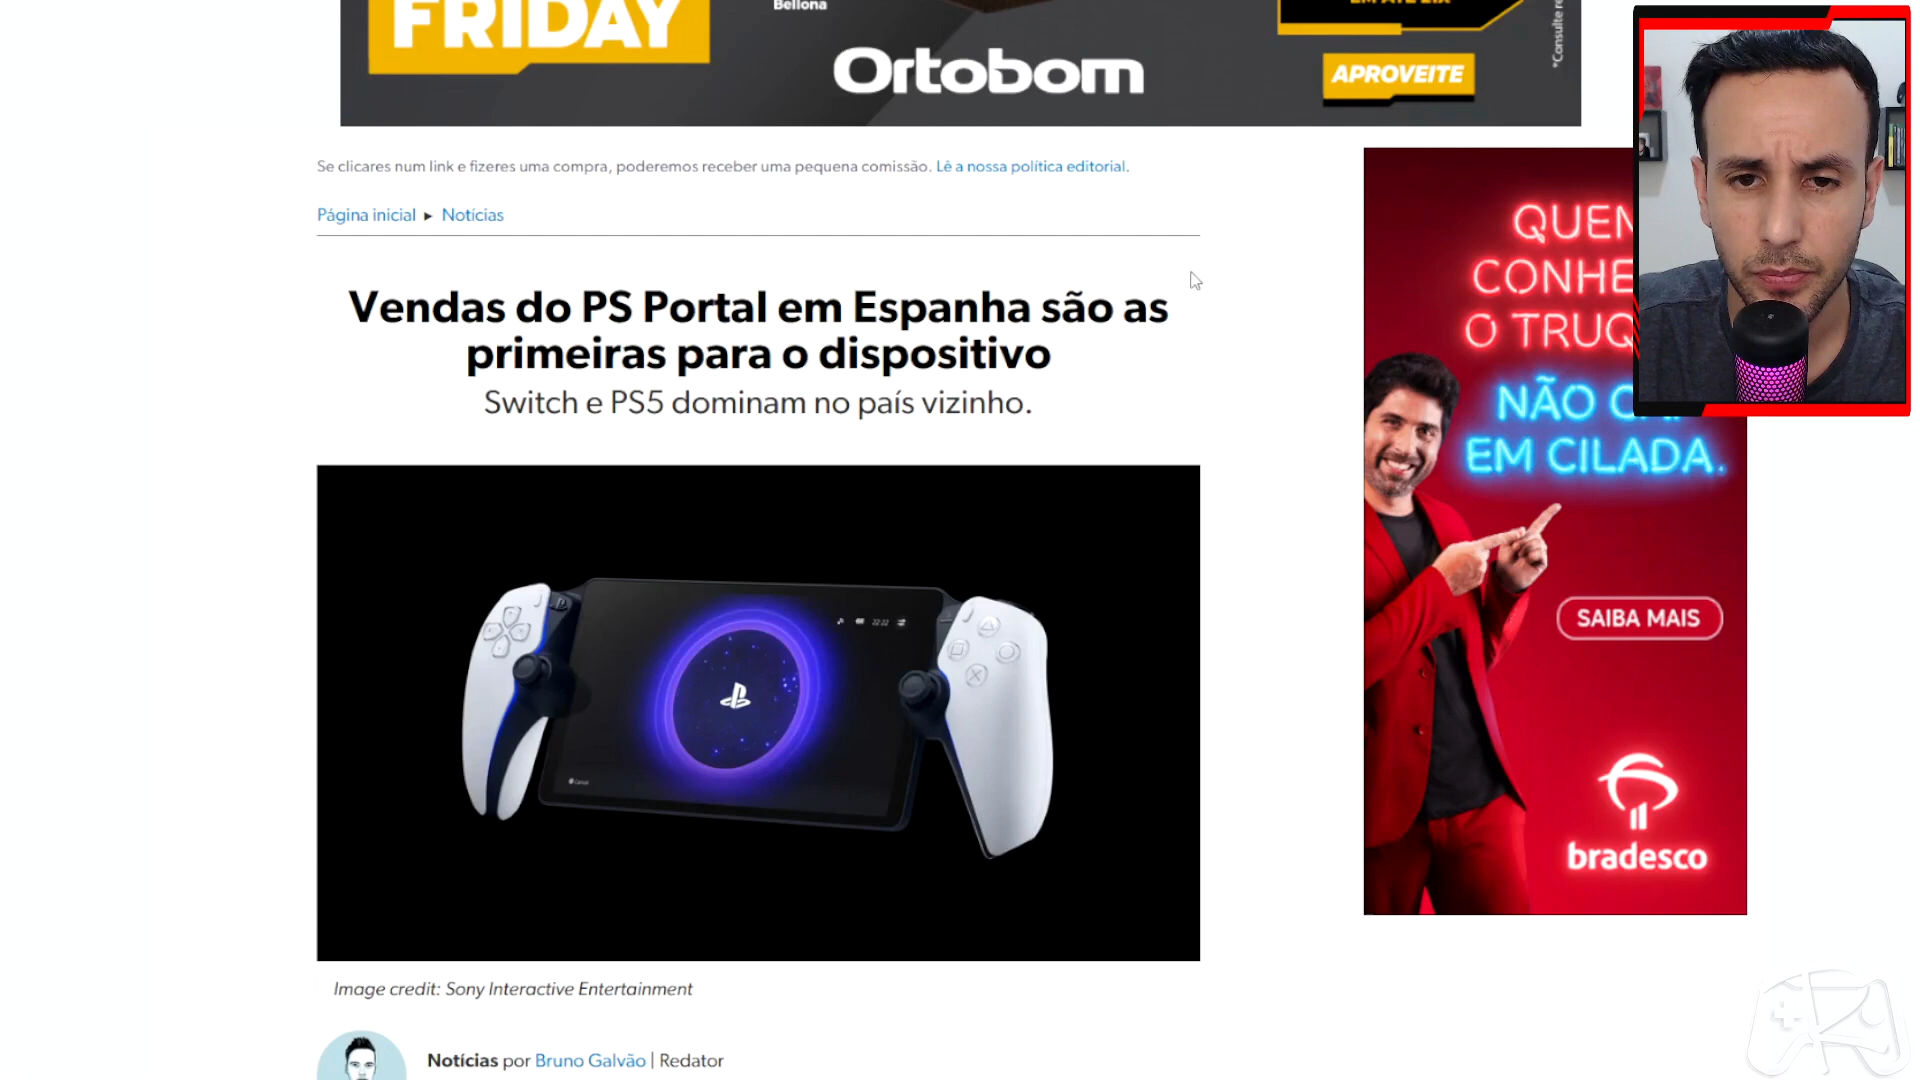 FRIDAY
Bellona
Ortobom
APROVEITE
*Consulte
Se clicares num link e fizeres uma compra, poderemos receber uma pequena comissão. Lê a nossa política editorial.
Página inicial ▸ Notícias
Vendas do PS Portal em Espanha são as
primeiras para o dispositivo
Switch e PS5 dominam no país vizinho.
22:22
Image credit: Sony Interactive Entertainment
Notícias por Bruno Galvão | Redator
QUEM
CONHE
O TRUQ
NÃO
EM CILADA.
SAIBA MAIS
bradesco